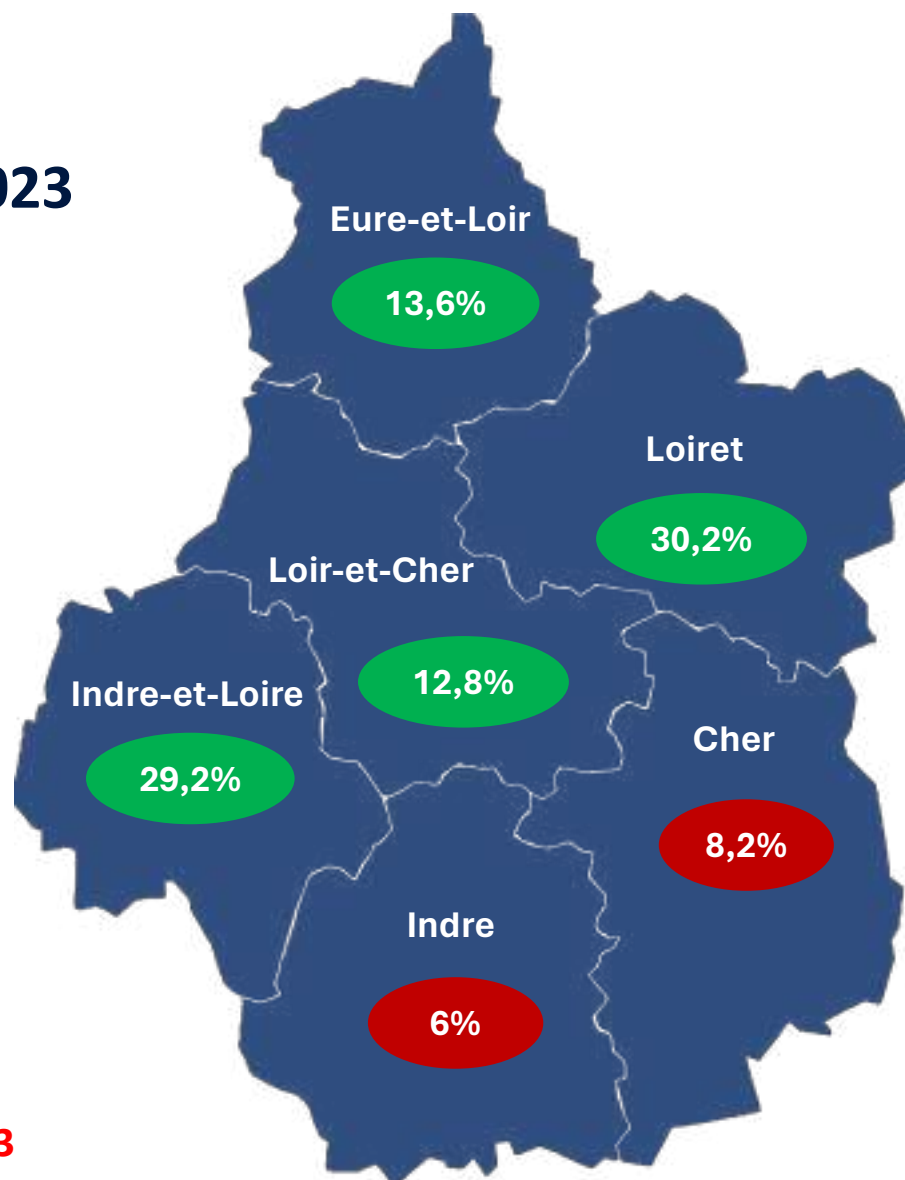 023
Eure-et-Loir
13,6%
Loiret
30,2%
Loir-et-Cher
12,8%
Indre-et-Loire
29,2%
Cher
8,2%
Indre
6%
3